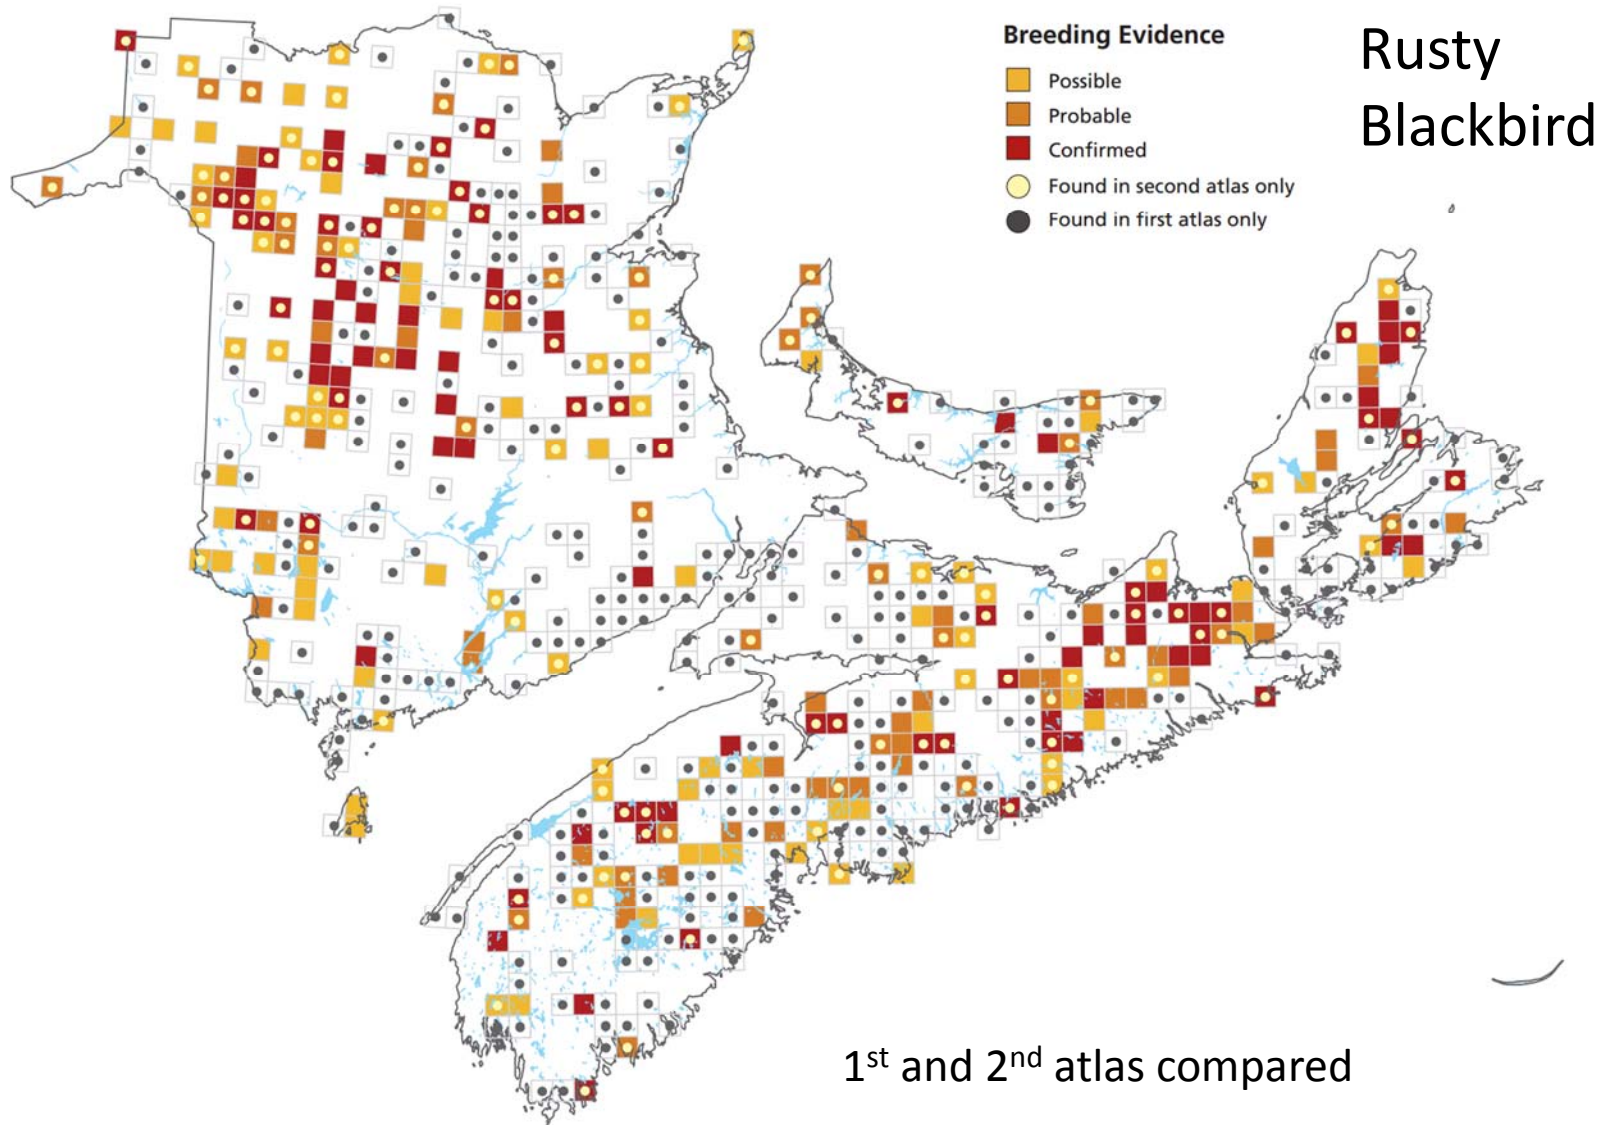 Rusty
Blackbird
Breeding Evidence
Possible
Probable
Confirmed
Found in second atlas only
Found in first atlas only
1st and 2nd atlas compared